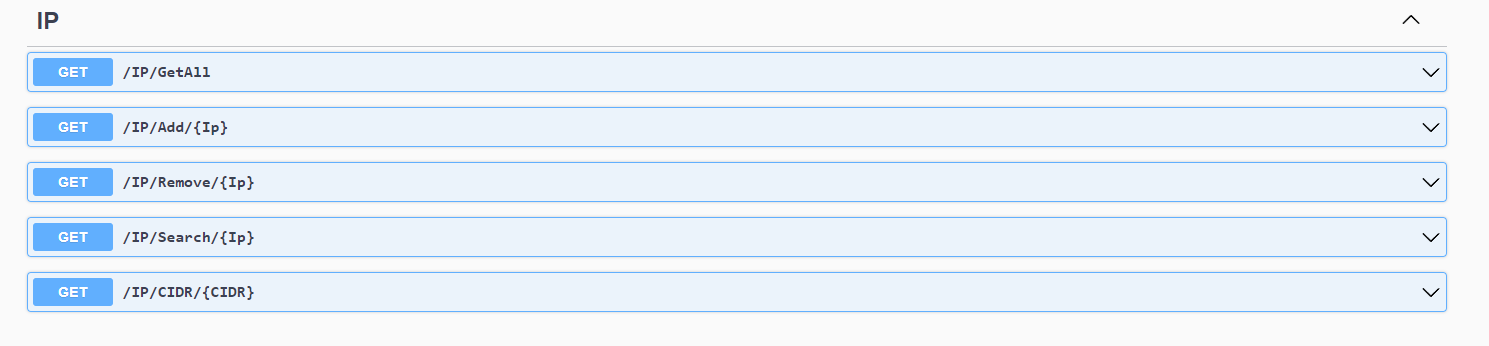 IP
GET /IP/GetAll
GET /IP/Add/{Ip}
GET /IP/Remove/{Ip}
GET /IP/Search/{Ip}
GET /IP/CIDR/{CIDR}